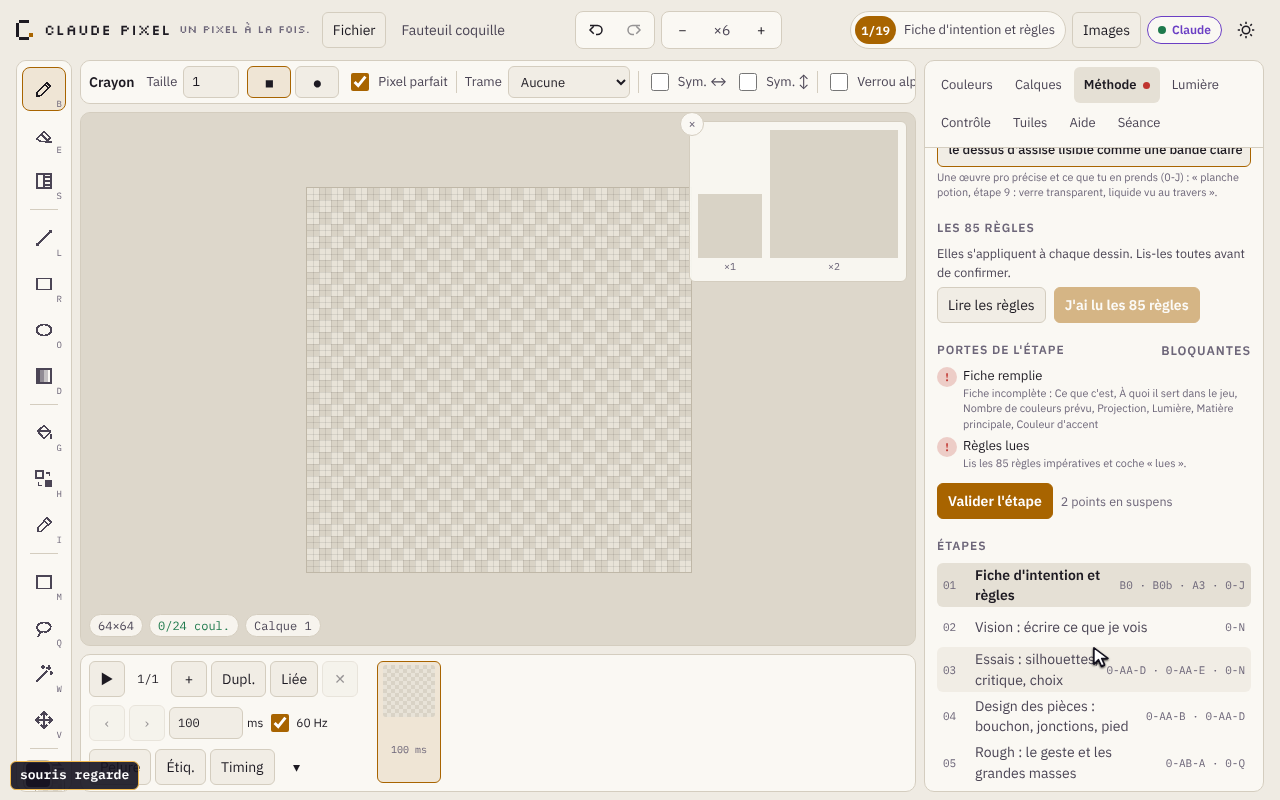 CLAUDE PIXEL UN PIXEL À LA FOIS. Fichier Fauteuil coquille − ×6 + 1/19 Fiche d'intention et règles Images Claude
Crayon Taille 1 Pixel parfait Trame Aucune Sym. Sym. Verrou alp
B
E
S
L
R
O
D
G
H
I
M
Q
W
V
×
×1 ×2
64×64 0/24 coul. Calque 1
1/1 + Dupl. Liée ×
‹ › 100 ms 60 Hz
Étiq. Timing
100 ms
souris regarde
Couleurs Calques Méthode Lumière
Contrôle Tuiles Aide Séance
le dessus d'assise lisible comme une bande claire
Une œuvre pro précise et ce que tu en prends (0-J) : « planche
potion, étape 9 : verre transparent, liquide vu au travers ».
LES 85 RÈGLES
Elles s'appliquent à chaque dessin. Lis-les toutes avant
de confirmer.
Lire les règles J'ai lu les 85 règles
PORTES DE L'ÉTAPE BLOQUANTES
! Fiche remplie
Fiche incomplète : Ce que c'est, À quoi il sert dans le jeu,
Nombre de couleurs prévu, Projection, Lumière, Matière
principale, Couleur d'accent
! Règles lues
Lis les 85 règles impératives et coche « lues ».
Valider l'étape 2 points en suspens
ÉTAPES
01 Fiche d'intention et règles B0 · B0b · A3 · 0-J
02 Vision : écrire ce que je vois 0-N
03 Essais : silhouettes critique, choix 0-AA-D · 0-AA-E · 0-N
04 Design des pièces : bouchon, jonctions, pied 0-AA-B · 0-AA-D
05 Rough : le geste et les grandes masses 0-AB-A · 0-Q